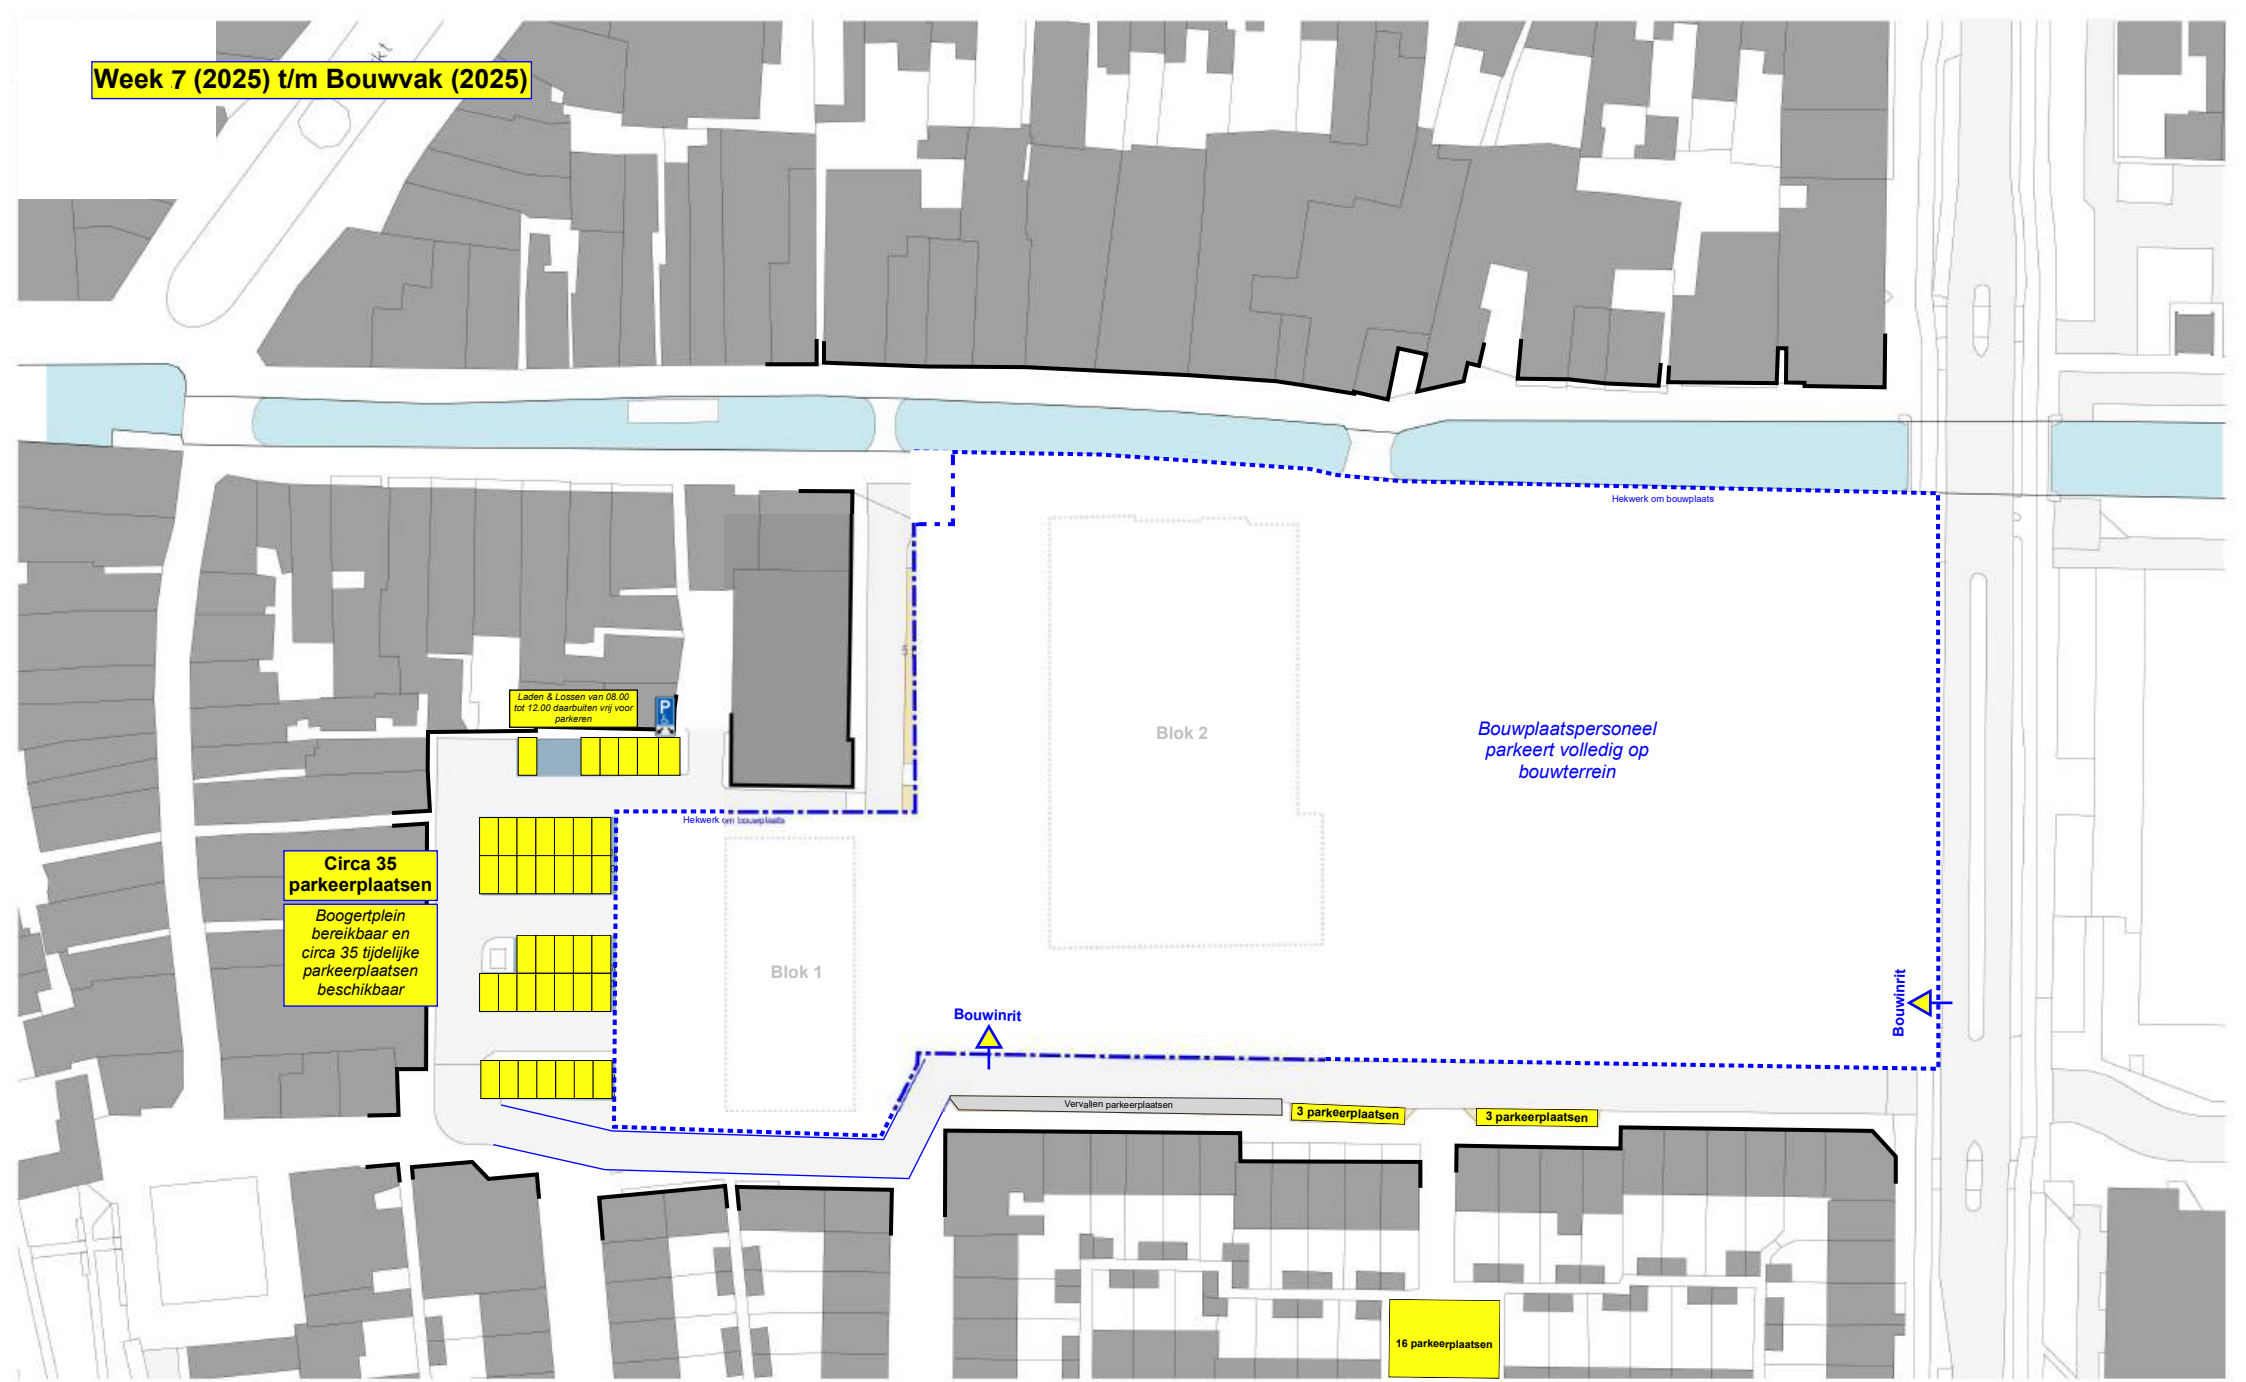 Week 7 (2025) t/m Bouwvak (2025)
Hekwerk om bouwplaats
Laden & Lossen van 08.00
tot 12.00 daarbuiten vrij voor
parkeren
P
Blok 2
Bouwplaatspersoneel
parkeert volledig op
bouwterrein
Hekwerk om bouwplaats
Circa 35
parkeerplaatsen
Boogertplein
bereikbaar en
circa 35 tijdelijke
parkeerplaatsen
beschikbaar
Blok 1
Bouwinrit
Bouwinrit
Vervallen parkeerplaatsen
3 parkeerplaatsen
3 parkeerplaatsen
16 parkeerplaatsen